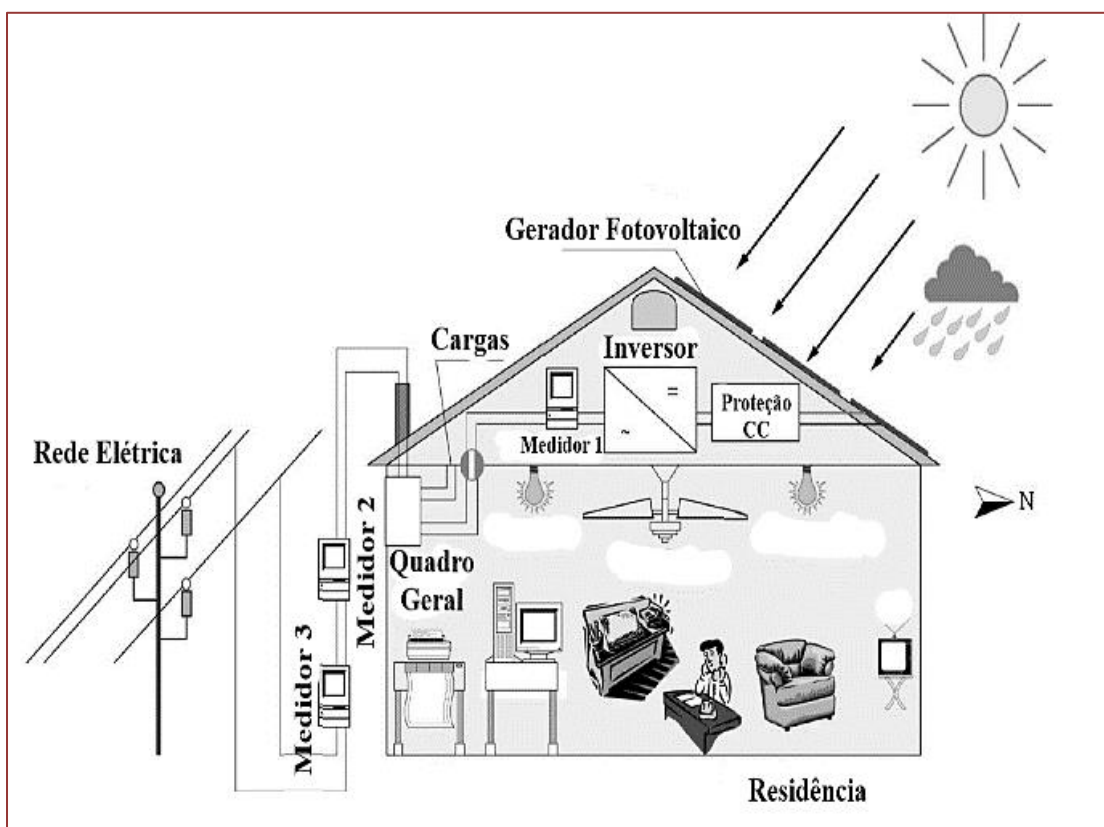 Gerador Fotovoltaico
Cargas
Inversor
=
~
Proteção
CC
Medidor 1
Rede Elétrica
N
Medidor 2
Quadro
Geral
Medidor 3
Residência